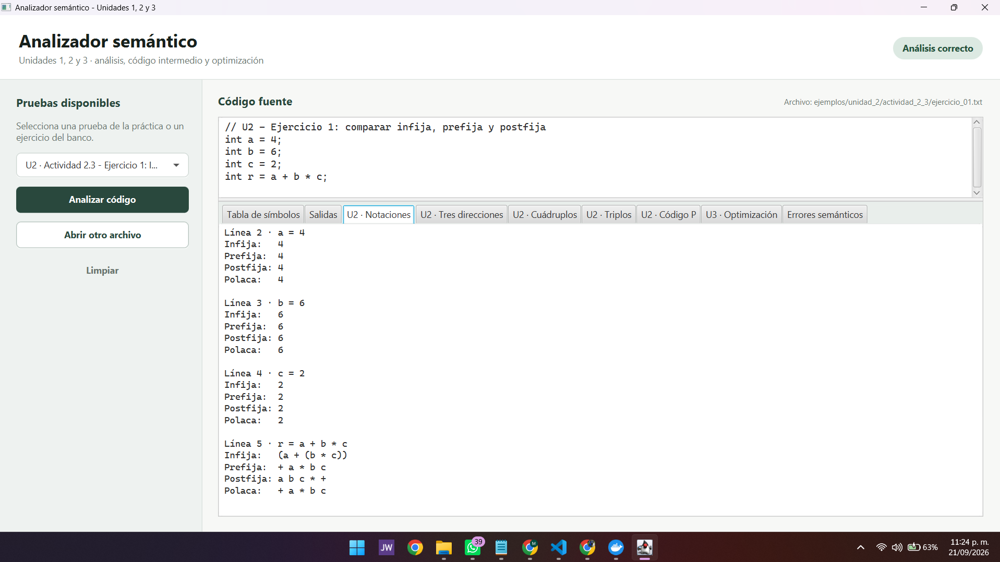 Analizador semántico - Unidades 1, 2 y 3
Analizador semántico
Unidades 1, 2 y 3 · análisis, código intermedio y optimización
Análisis correcto
Pruebas disponibles
Selecciona una prueba de la práctica o un
ejercicio del banco.
U2 · Actividad 2.3 - Ejercicio 1: I...
Analizar código
Abrir otro archivo
Limpiar
Código fuente
Archivo: ejemplos/unidad_2/actividad_2_3/ejercicio_01.txt
// U2 - Ejercicio 1: comparar infija, prefija y postfija
int a = 4;
int b = 6;
int c = 2;
int r = a + b * c;
Tabla de símbolos
Salidas
U2 · Notaciones
U2 · Tres direcciones
U2 · Cuádruplos
U2 · Triplos
U2 · Código P
U3 · Optimización
Errores semánticos
Línea 2 · a = 4
Infija:   4
Prefija:  4
Postfija: 4
Polaca:   4
Línea 3 · b = 6
Infija:   6
Prefija:  6
Postfija: 6
Polaca:   6
Línea 4 · c = 2
Infija:   2
Prefija:  2
Postfija: 2
Polaca:   2
Línea 5 · r = a + b * c
Infija:   (a + (b * c))
Prefija:  + a * b c
Postfija: a b c * +
Polaca:   + a * b c
JW
39
M
63%
11:24 p. m.
21/09/2026